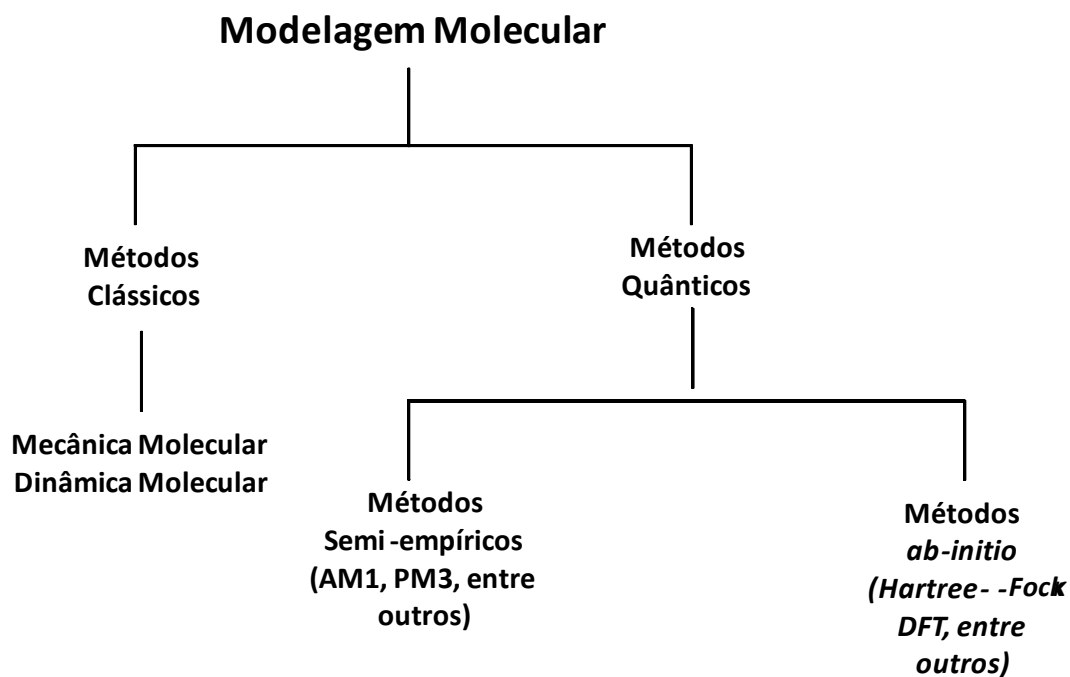 Modelagem Molecular
Métodos
Clássicos
Métodos
Quânticos
Mecânica Molecular
Dinâmica Molecular
Métodos
Semi -empíricos
(AM1, PM3, entre
outros)
Métodos
ab-initio
(Hartree- -Fock
DFT, entre
outros)